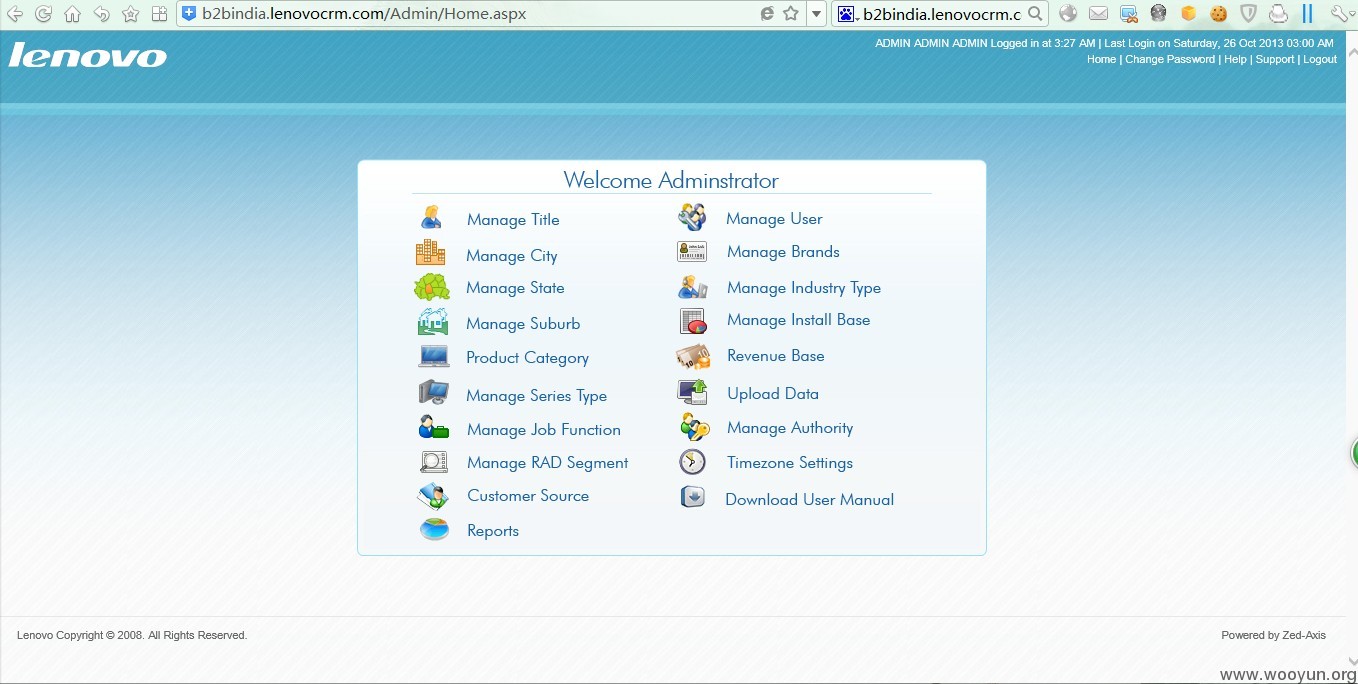 b2bindia.lenovocrm.com/Admin/Home.aspx
b2bindia.lenovocrm.c
lenovo
ADMIN ADMIN ADMIN Logged in at 3:27 AM | Last Login on Saturday, 26 Oct 2013 03:00 AM
Home | Change Password | Help | Support | Logout
Welcome Adminstrator
Manage Title
Manage User
Manage City
Manage Brands
Manage State
Manage Industry Type
Manage Suburb
Manage Install Base
Product Category
Revenue Base
Manage Series Type
Upload Data
Manage Job Function
Manage Authority
Manage RAD Segment
Timezone Settings
Customer Source
Download User Manual
Reports
Lenovo Copyright © 2008. All Rights Reserved.
Powered by Zed-Axis
www.wooyun.org